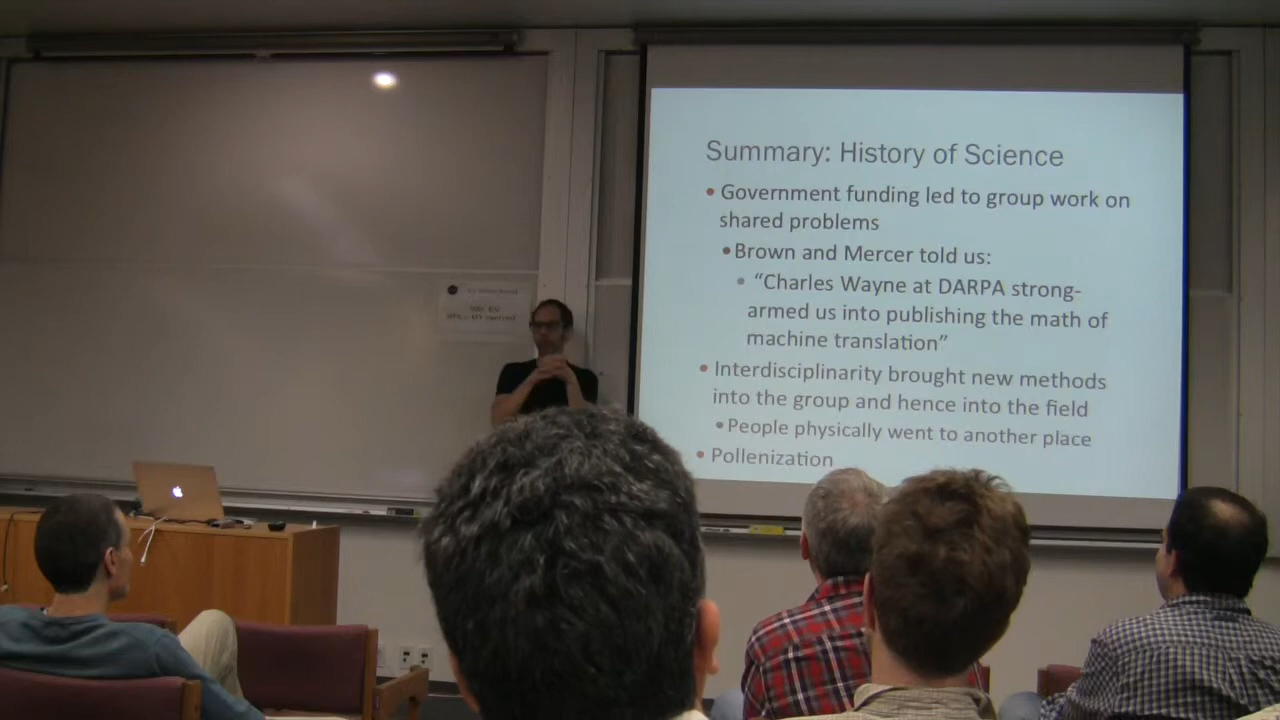 Summary: History of Science
• Government funding led to group work on
shared problems
• Brown and Mercer told us:
• “Charles Wayne at DARPA strong-
armed us into publishing the math of
machine translation”
• Interdisciplinarity brought new methods
into the group and hence into the field
• People physically went to another place
• Pollenization